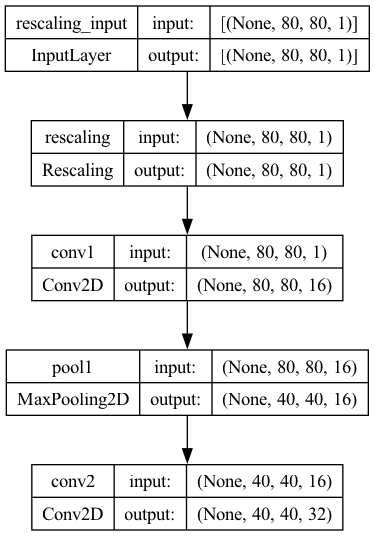 rescaling_input input: [(None, 80, 80, 1)]
InputLayer output: [(None, 80, 80, 1)]
rescaling input: (None, 80, 80, 1)
Rescaling output: (None, 80, 80, 1)
conv1 input: (None, 80, 80, 1)
Conv2D output: (None, 80, 80, 16)
pool1 input: (None, 80, 80, 16)
MaxPooling2D output: (None, 40, 40, 16)
conv2 input: (None, 40, 40, 16)
Conv2D output: (None, 40, 40, 32)